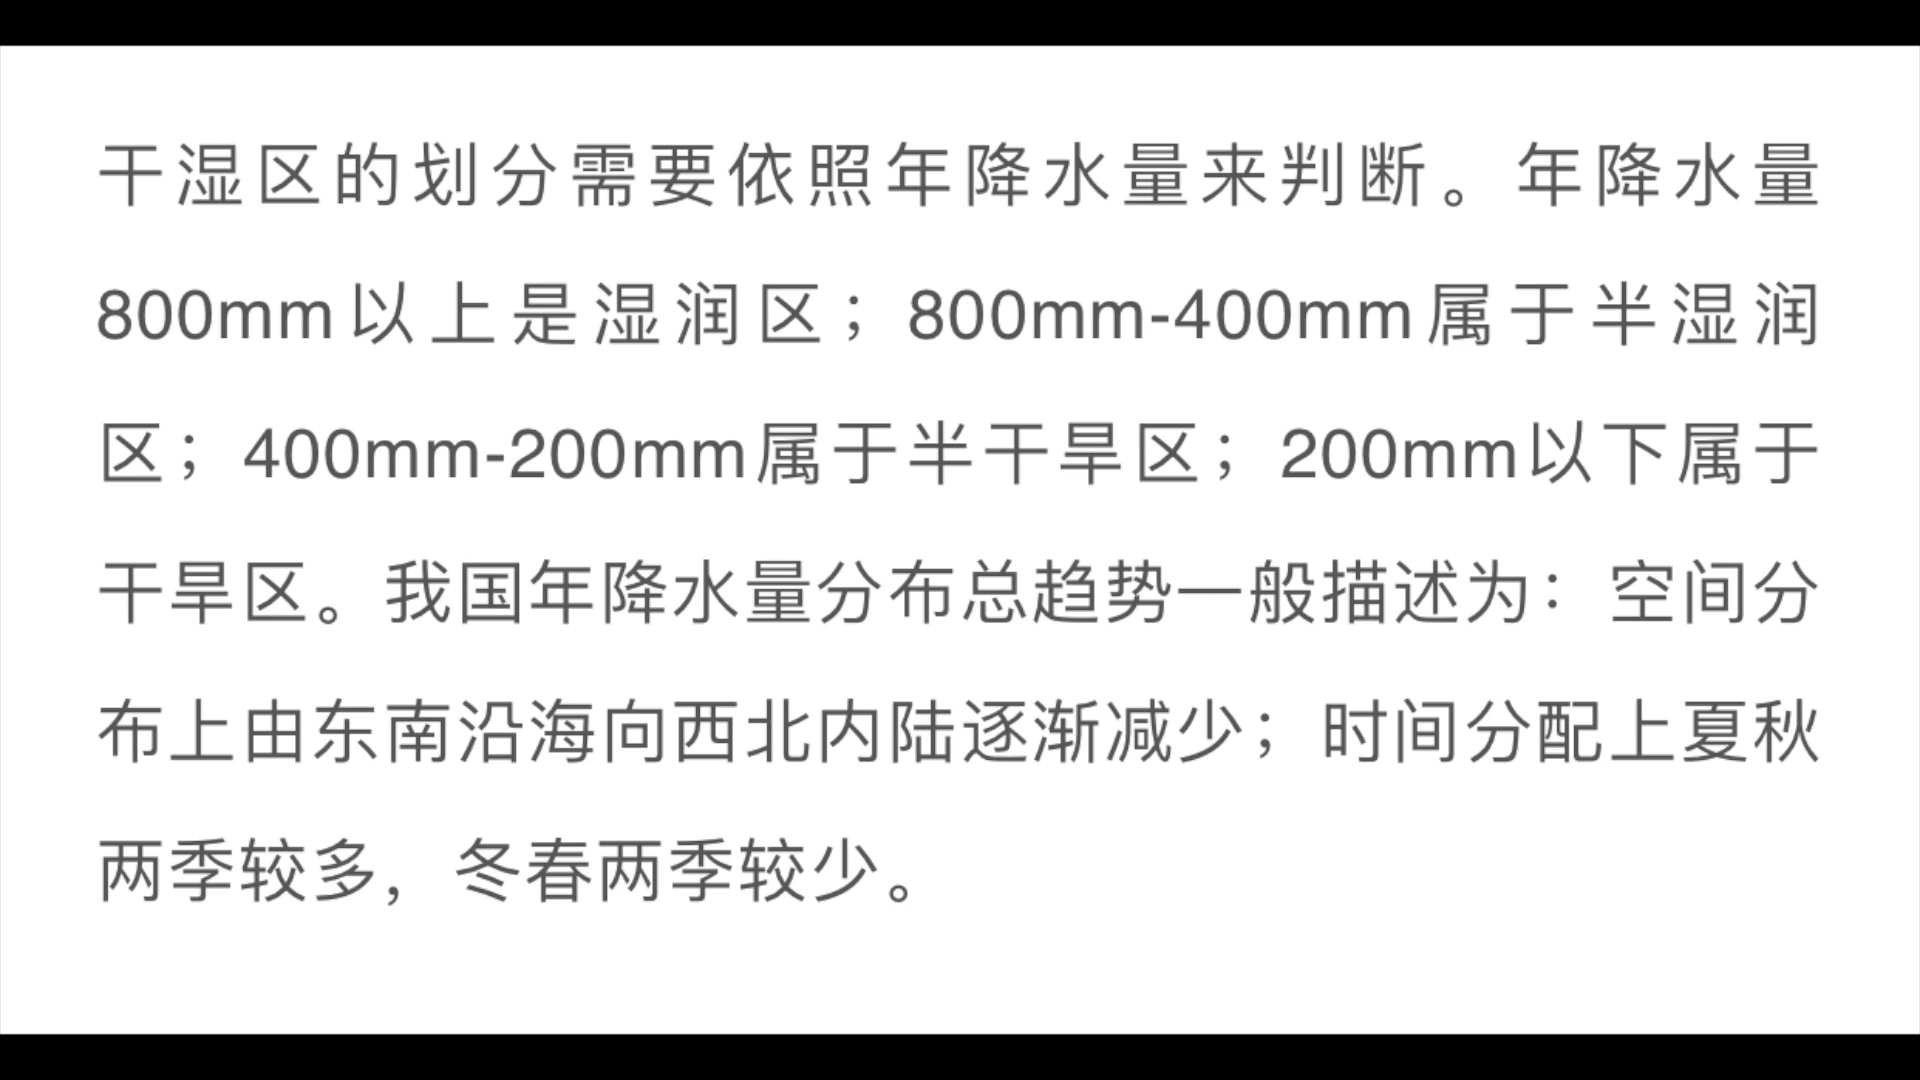 干湿区的划分需要依照年降水量来判断。年降水量
800mm以上是湿润区；800mm-400mm属于半湿润
区；400mm-200mm属于半干旱区；200mm以下属于
干旱区。我国年降水量分布总趋势一般描述为：空间分
布上由东南沿海向西北内陆逐渐减少；时间分配上夏秋
两季较多，冬春两季较少。